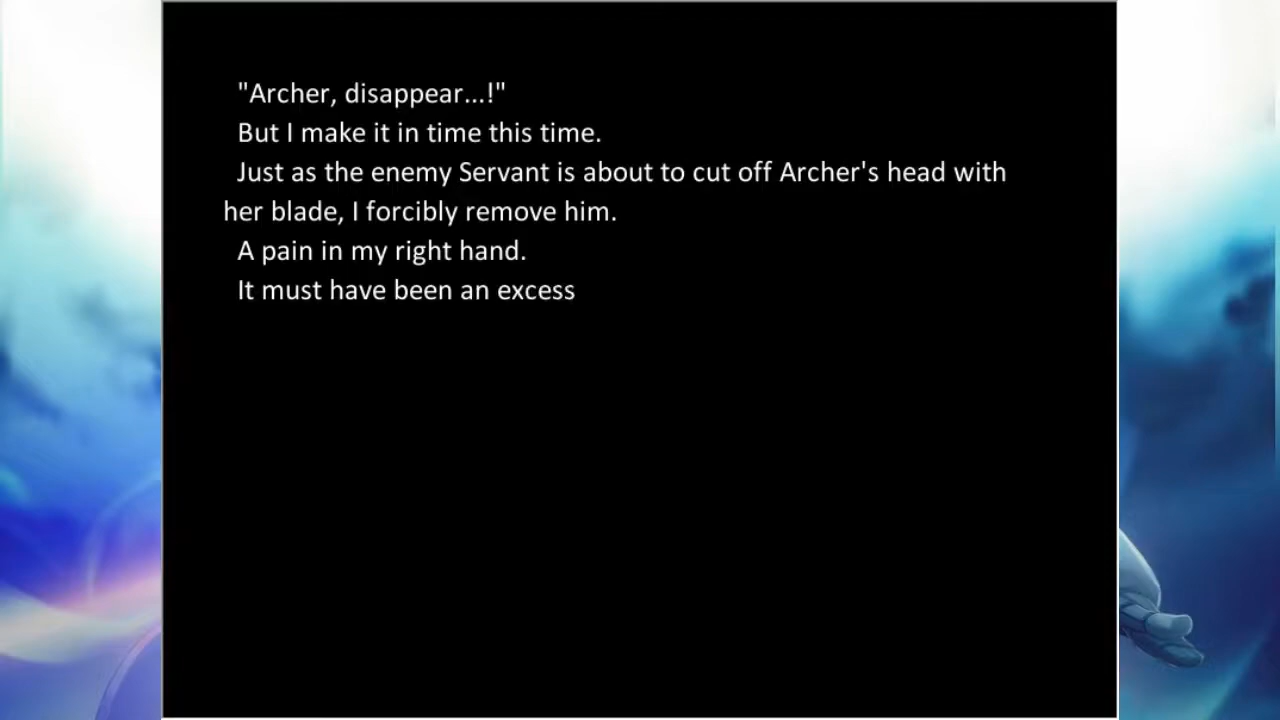 "Archer, disappear...!"
But I make it in time this time.
Just as the enemy Servant is about to cut off Archer's head with
her blade, I forcibly remove him.
A pain in my right hand.
It must have been an excess